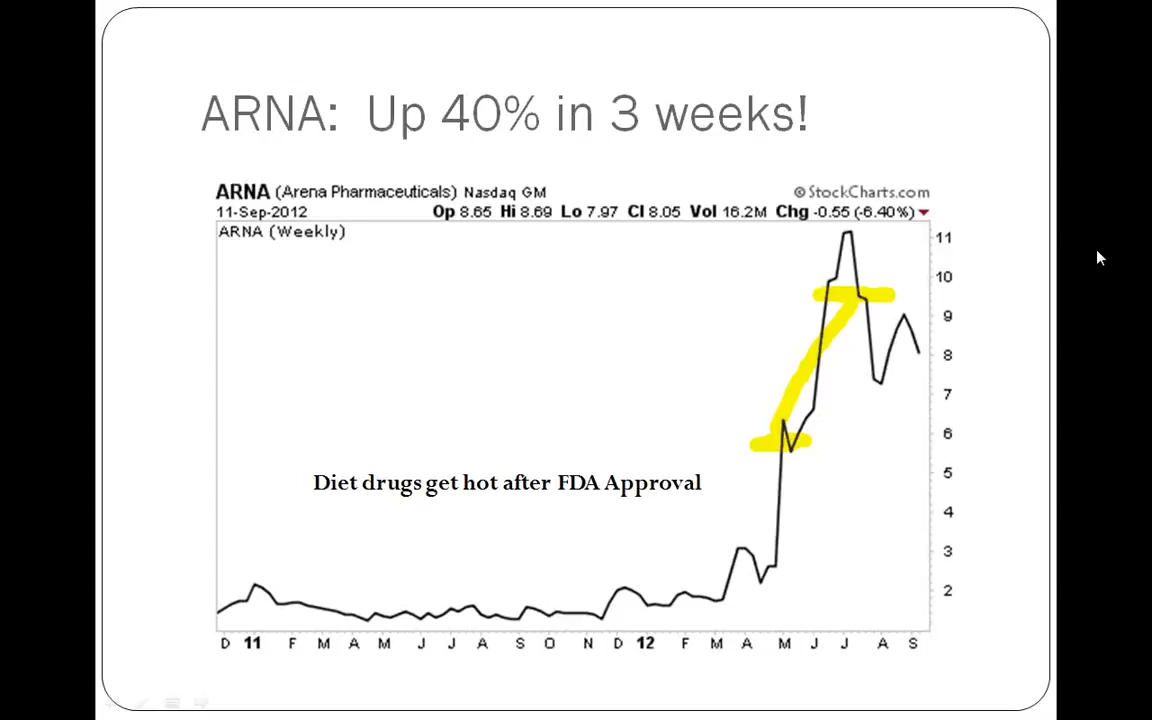 ARNA: Up 40% in 3 weeks!
ARNA (Arena Pharmaceuticals) Nasdaq GM
© StockCharts.com
11-Sep-2012 Op 8.65 Hi 8.69 Lo 7.97 Cl 8.05 Vol 16.2M Chg -0.55 (-6.40%)
ARNA (Weekly)
11
10
9
8
7
6
5
4
3
2
Diet drugs get hot after FDA Approval
D 11 F M A M J J A S O N D 12 F M A M J J A S